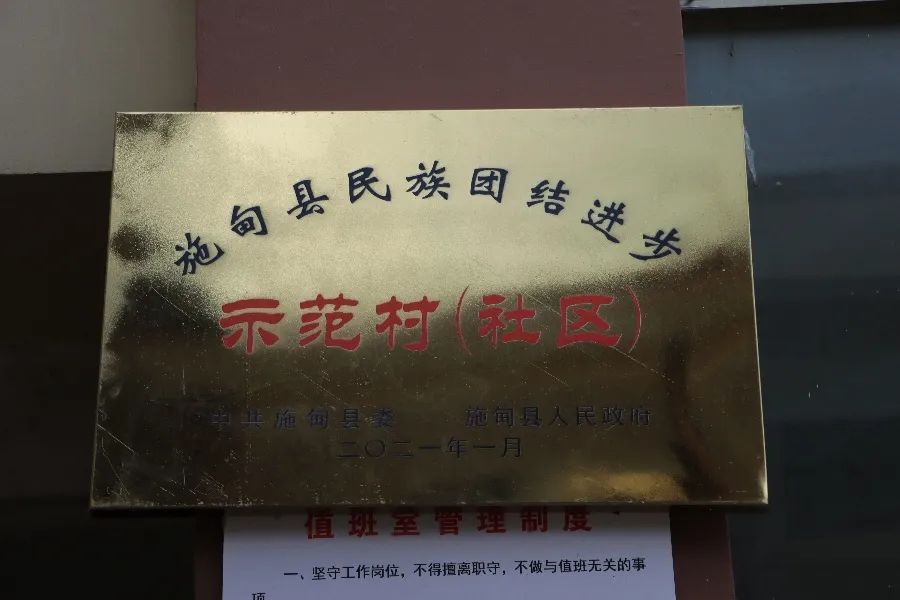 施甸县民族团结进步
示范村（社区）
中共施甸县委 施甸县人民政府
二〇二一年一月
值班室管理制度
一、坚守工作岗位，不得擅离职守，不做与值班无关的事
项